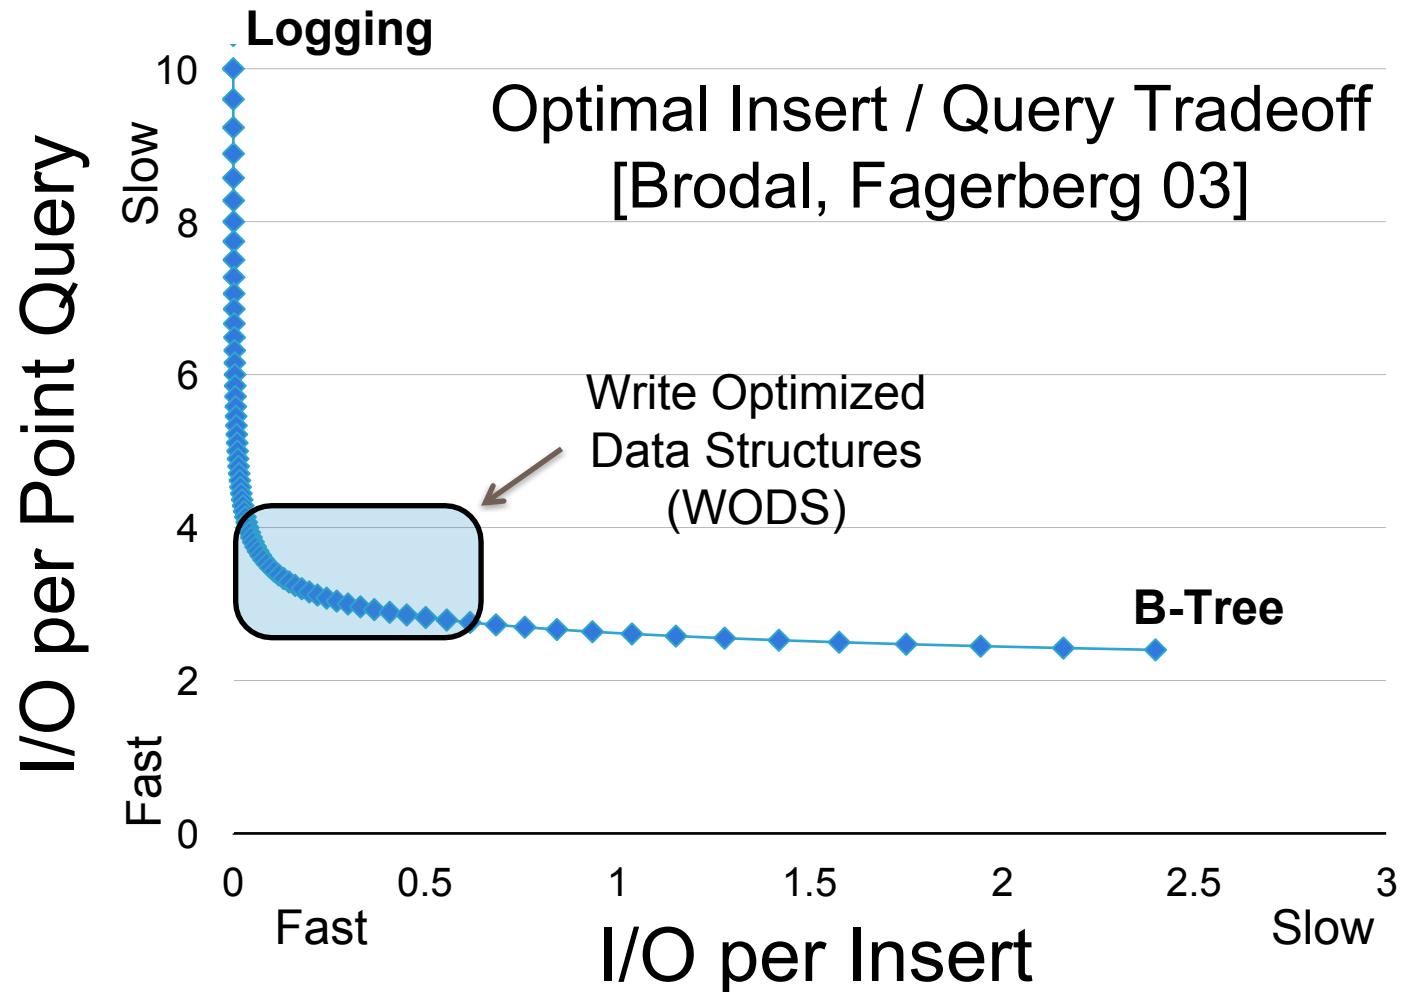 Logging
Optimal Insert / Query Tradeoff
[Brodal, Fagerberg 03]
I/O per Point Query
Slow
Fast
10
8
6
4
2
0
Write Optimized
Data Structures
(WODS)
B-Tree
0 0.5 1 1.5 2 2.5 3
Fast Slow
I/O per Insert